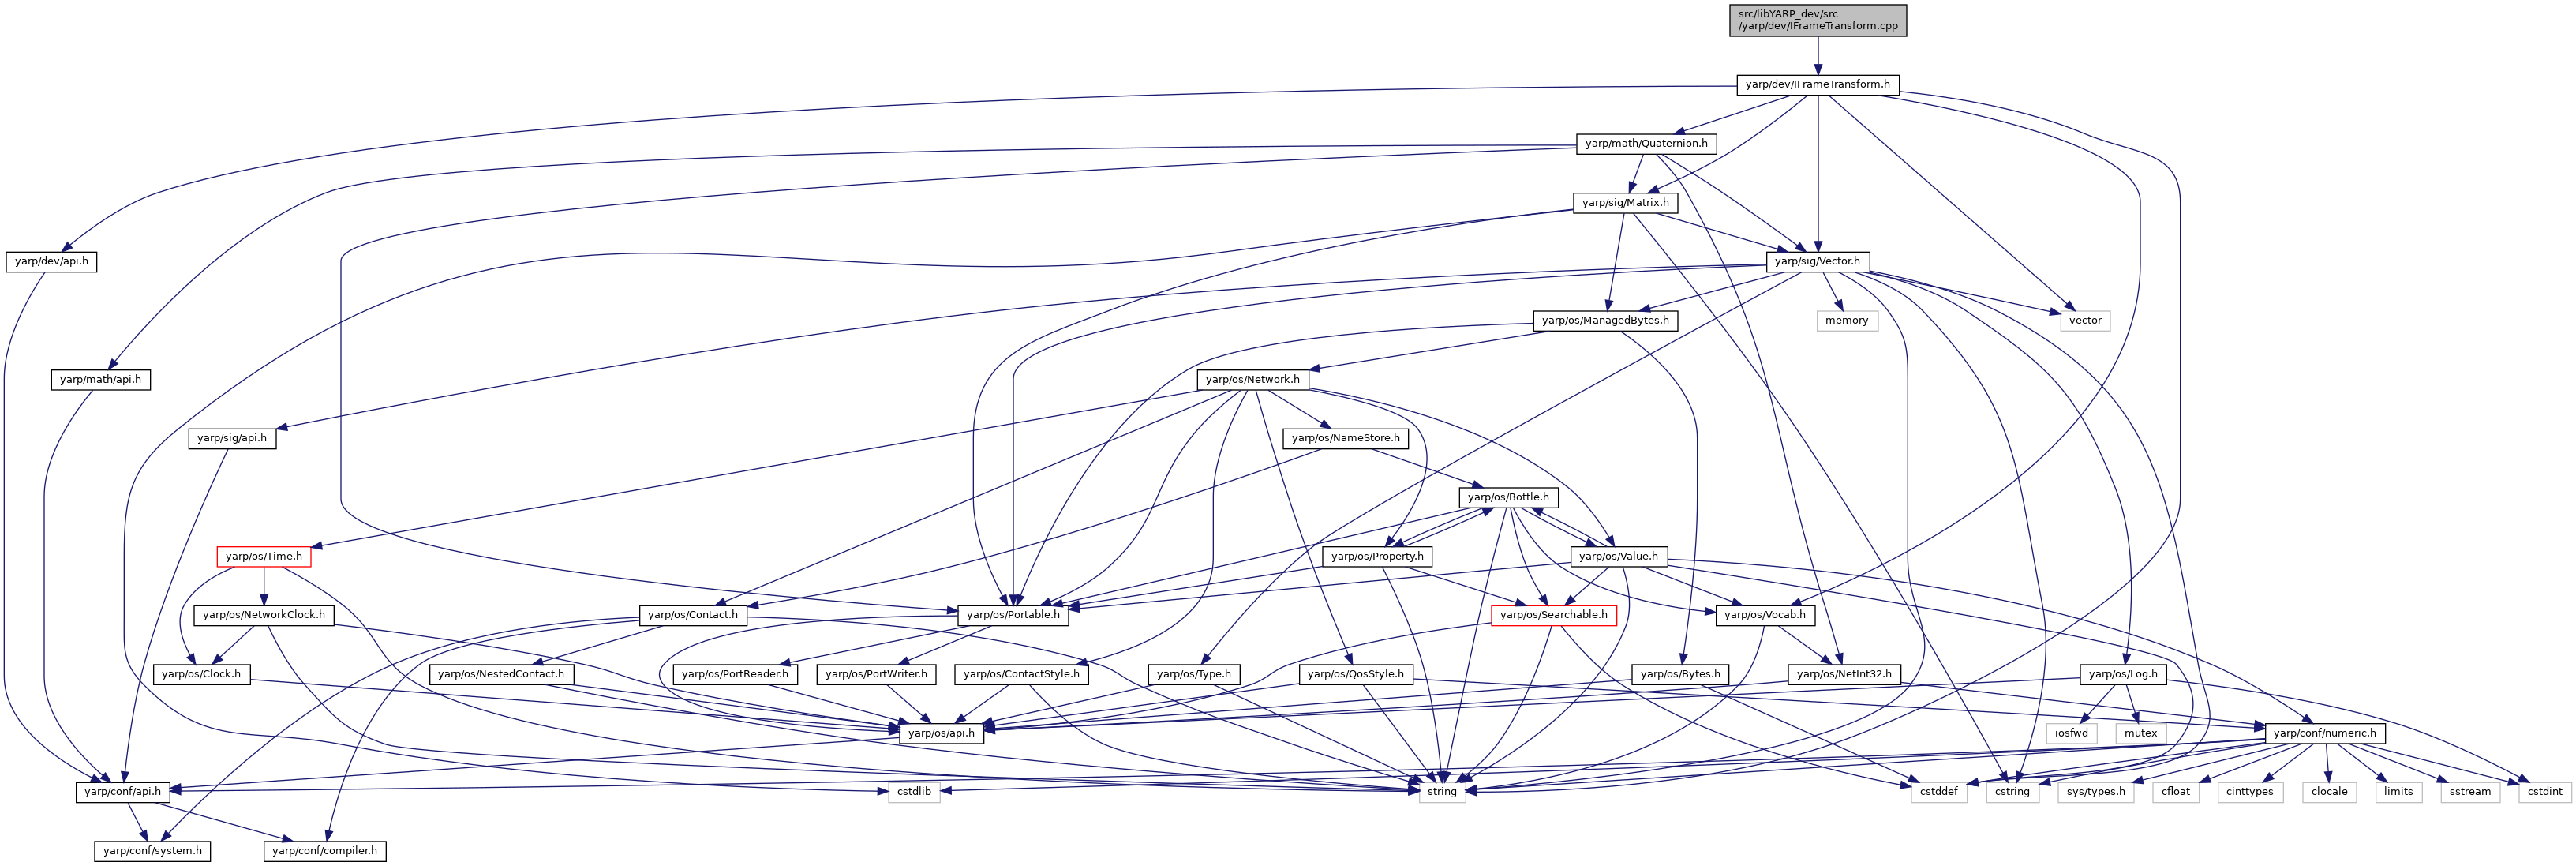 src/libYARP_dev/src
/yarp/dev/IFrameTransform.cpp
yarp/dev/IFrameTransform.h
yarp/math/Quaternion.h
yarp/sig/Matrix.h
yarp/dev/api.h
yarp/sig/Vector.h
yarp/os/ManagedBytes.h
memory
vector
yarp/math/api.h
yarp/os/Network.h
yarp/sig/api.h
yarp/os/NameStore.h
yarp/os/Bottle.h
yarp/os/Time.h
yarp/os/Property.h
yarp/os/Value.h
yarp/os/NetworkClock.h
yarp/os/Contact.h
yarp/os/Portable.h
yarp/os/Searchable.h
yarp/os/Vocab.h
yarp/os/Clock.h
yarp/os/NestedContact.h
yarp/os/PortReader.h
yarp/os/PortWriter.h
yarp/os/ContactStyle.h
yarp/os/Type.h
yarp/os/QosStyle.h
yarp/os/Bytes.h
yarp/os/NetInt32.h
yarp/os/Log.h
yarp/os/api.h
iosfwd
mutex
yarp/conf/numeric.h
yarp/conf/api.h
cstdlib
string
cstddef
cstring
sys/types.h
cfloat
cinttypes
clocale
limits
sstream
cstdint
yarp/conf/system.h
yarp/conf/compiler.h